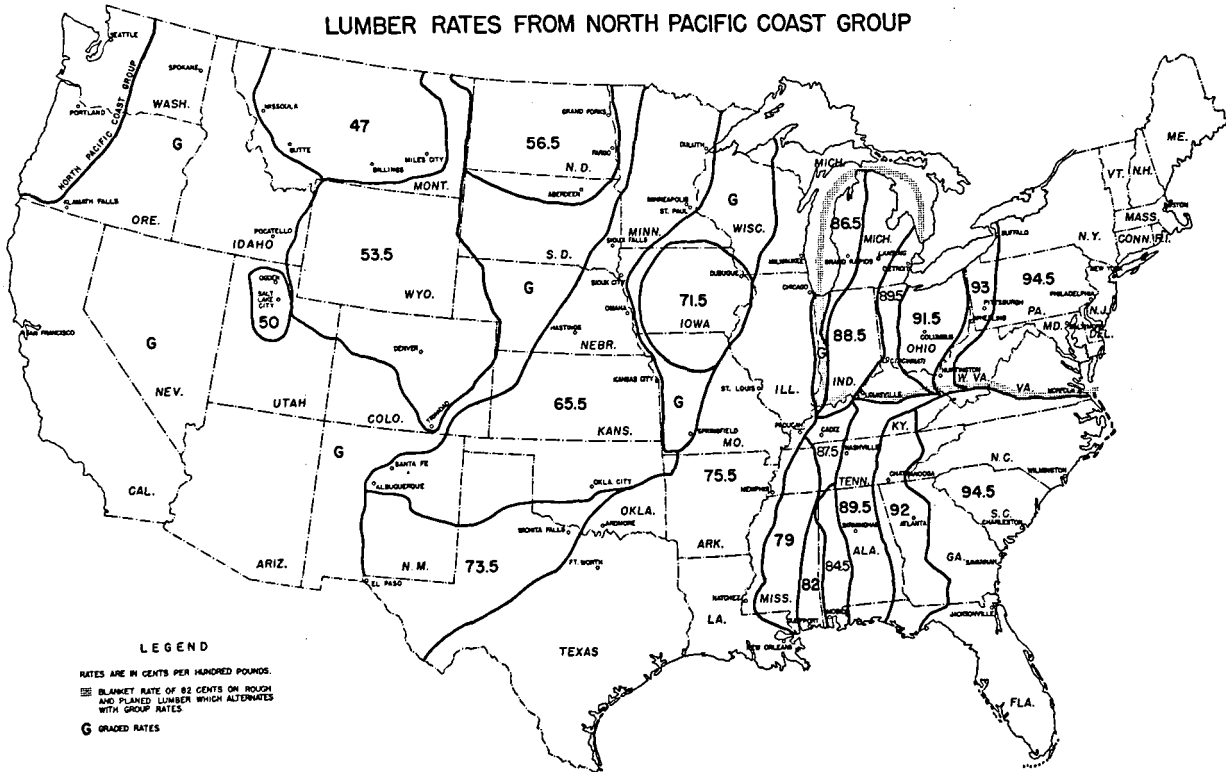 LUMBER RATES FROM NORTH PACIFIC COAST GROUP
SEATTLE
SPOKANE
WASH.
PORTLAND
NORTH PACIFIC COAST GROUP
G
KLAMATH FALLS
ORE.
MISSOULA
47
BUTTE
MILES CITY
BILLINGS
MONT.
GRAND FORKS
56.5
FARGO
N.D.
ABERDEEN
DULUTH
MINNEAPOLIS
ST. PAUL
MINN.
G
WISC.
MICH.
86.5
MICH.
MILWAUKEE
GRAND RAPIDS
LANSING
DETROIT
BUFFALO
N.Y.
VT.
N.H.
ME.
MASS.
BOSTON
CONN.
R.I.
NEW YORK
POCATELLO
IDAHO
53.5
WYO.
S.D.
SIOUX FALLS
SIOUX CITY
G
OMAHA
HASTINGS
NEBR.
DUBUQUE
71.5
IOWA
CHICAGO
89.5
93
94.5
PITTSBURGH
WHEELING
PA.
PHILADELPHIA
N.J.
MD.
DEL.
OGDEN
SALT
LAKE
CITY
50
SAN FRANCISCO
G
NEV.
UTAH
DENVER
TRINIDAD
COLO.
KANSAS CITY
65.5
KANS.
G
ST. LOUIS
ILL.
G
88.5
IND.
91.5
COLUMBUS
OHIO
CINCINNATI
HUNTINGTON
W. VA.
VA.
NORFOLK
LOUISVILLE
SPRINGFIELD
MO.
PADUCAH
CADIZ
KY.
CAL.
G
SANTA FE
ALBUQUERQUE
OKLA. CITY
OKLA.
75.5
MEMPHIS
87.5
NASHVILLE
TENN.
CHATTANOOGA
N.C.
WILMINGTON
94.5
S.C.
CHARLESTON
ARIZ.
N.M.
73.5
WICHITA FALLS
ARDMORE
FT. WORTH
ARK.
79
89.5
BIRMINGHAM
92
ATLANTA
ALA.
GA.
SAVANNAH
EL PASO
NATCHEZ
MISS.
82
84.5
MOBILE
GULFPORT
LA.
NEW ORLEANS
JACKSONVILLE
TEXAS
FLA.
LEGEND
RATES ARE IN CENTS PER HUNDRED POUNDS.
BLANKET RATE OF 82 CENTS ON ROUGH
AND PLANED LUMBER WHICH ALTERNATES
WITH GROUP RATES
G GRADED RATES